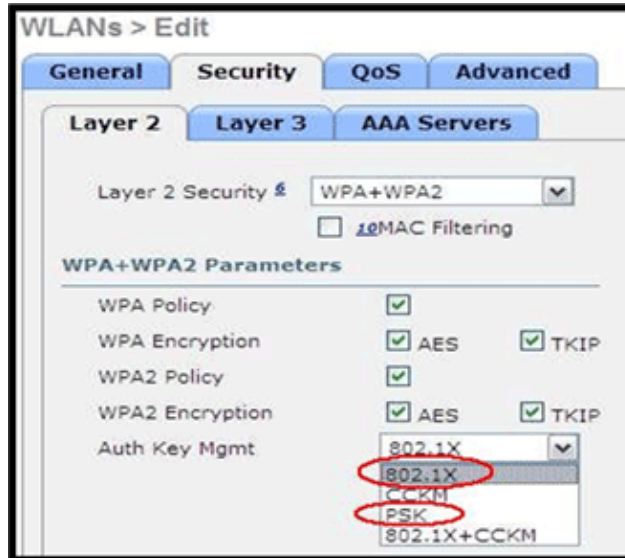 WLANs > Edit
General Security QoS Advanced
Layer 2 Layer 3 AAA Servers
Layer 2 Security 6 WPA+WPA2
10MAC Filtering
WPA+WPA2 Parameters
WPA Policy
WPA Encryption AES TKIP
WPA2 Policy
WPA2 Encryption AES TKIP
Auth Key Mgmt 802.1X
802.1X
CCKM
PSK
802.1X+CCKM